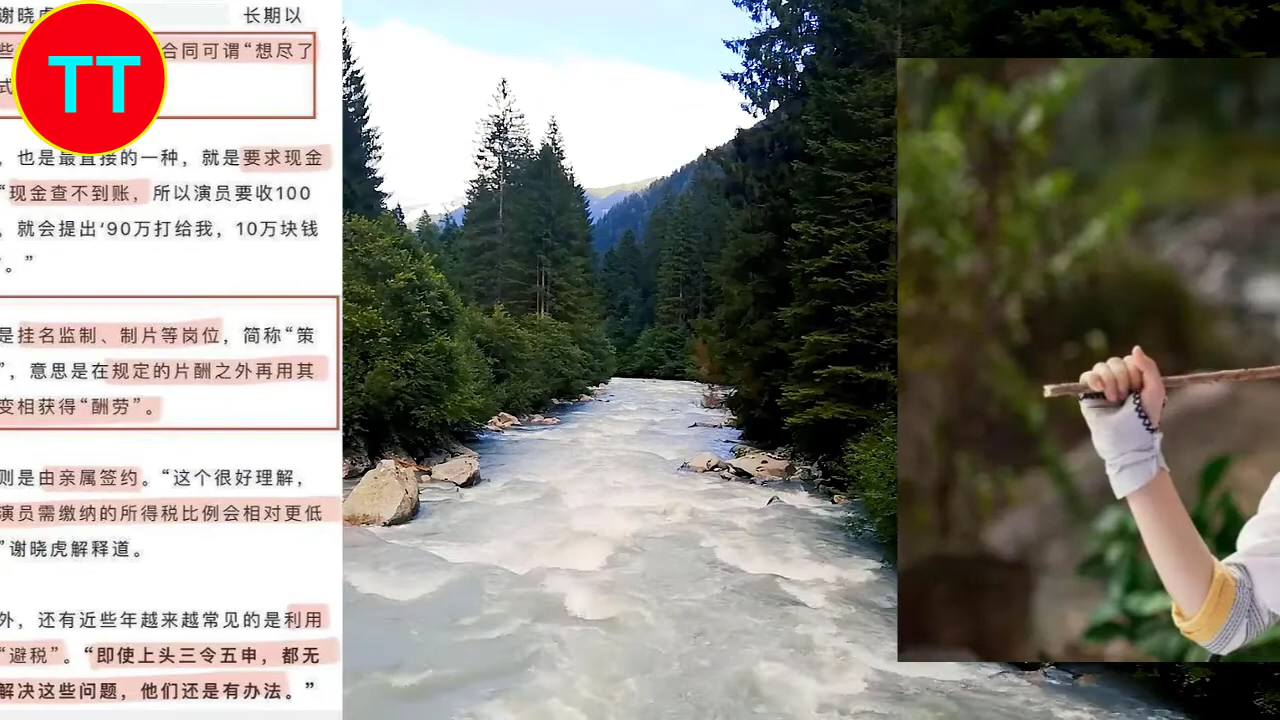 谢晓虎 长期以
些 合同可谓“想尽了
式
TT
，也是最直接的一种，就是要求现金
“现金查不到账，所以演员要收100
，就会提出‘90万打给我，10万块钱
’。”
是挂名监制、制片等岗位，简称“策
”，意思是在规定的片酬之外再用其
变相获得“酬劳”。
则是由亲属签约。“这个很好理解，
演员需缴纳的所得税比例会相对更低
”谢晓虎解释道。
外，还有近些年越来越常见的是利用
“避税”。“即使上头三令五申，都无
解决这些问题，他们还是有办法。”